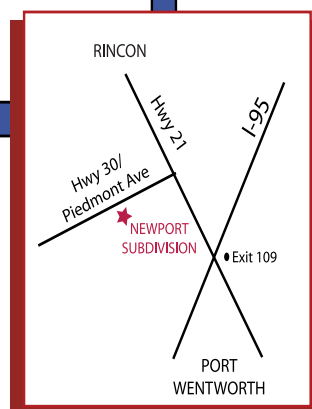 RINCON
Hwy 21
I-95
Hwy 30/
Piedmont Ave
NEWPORT
SUBDIVISION
Exit 109
PORT
WENTWORTH